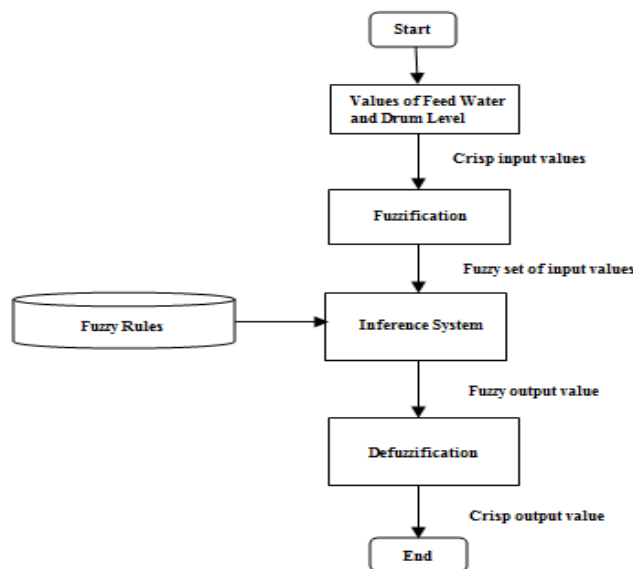 Start
Values of Feed Water
and Drum Level
Crisp input values
Fuzzification
Fuzzy set of input values
Fuzzy Rules
Inference System
Fuzzy output value
Defuzzification
Crisp output value
End